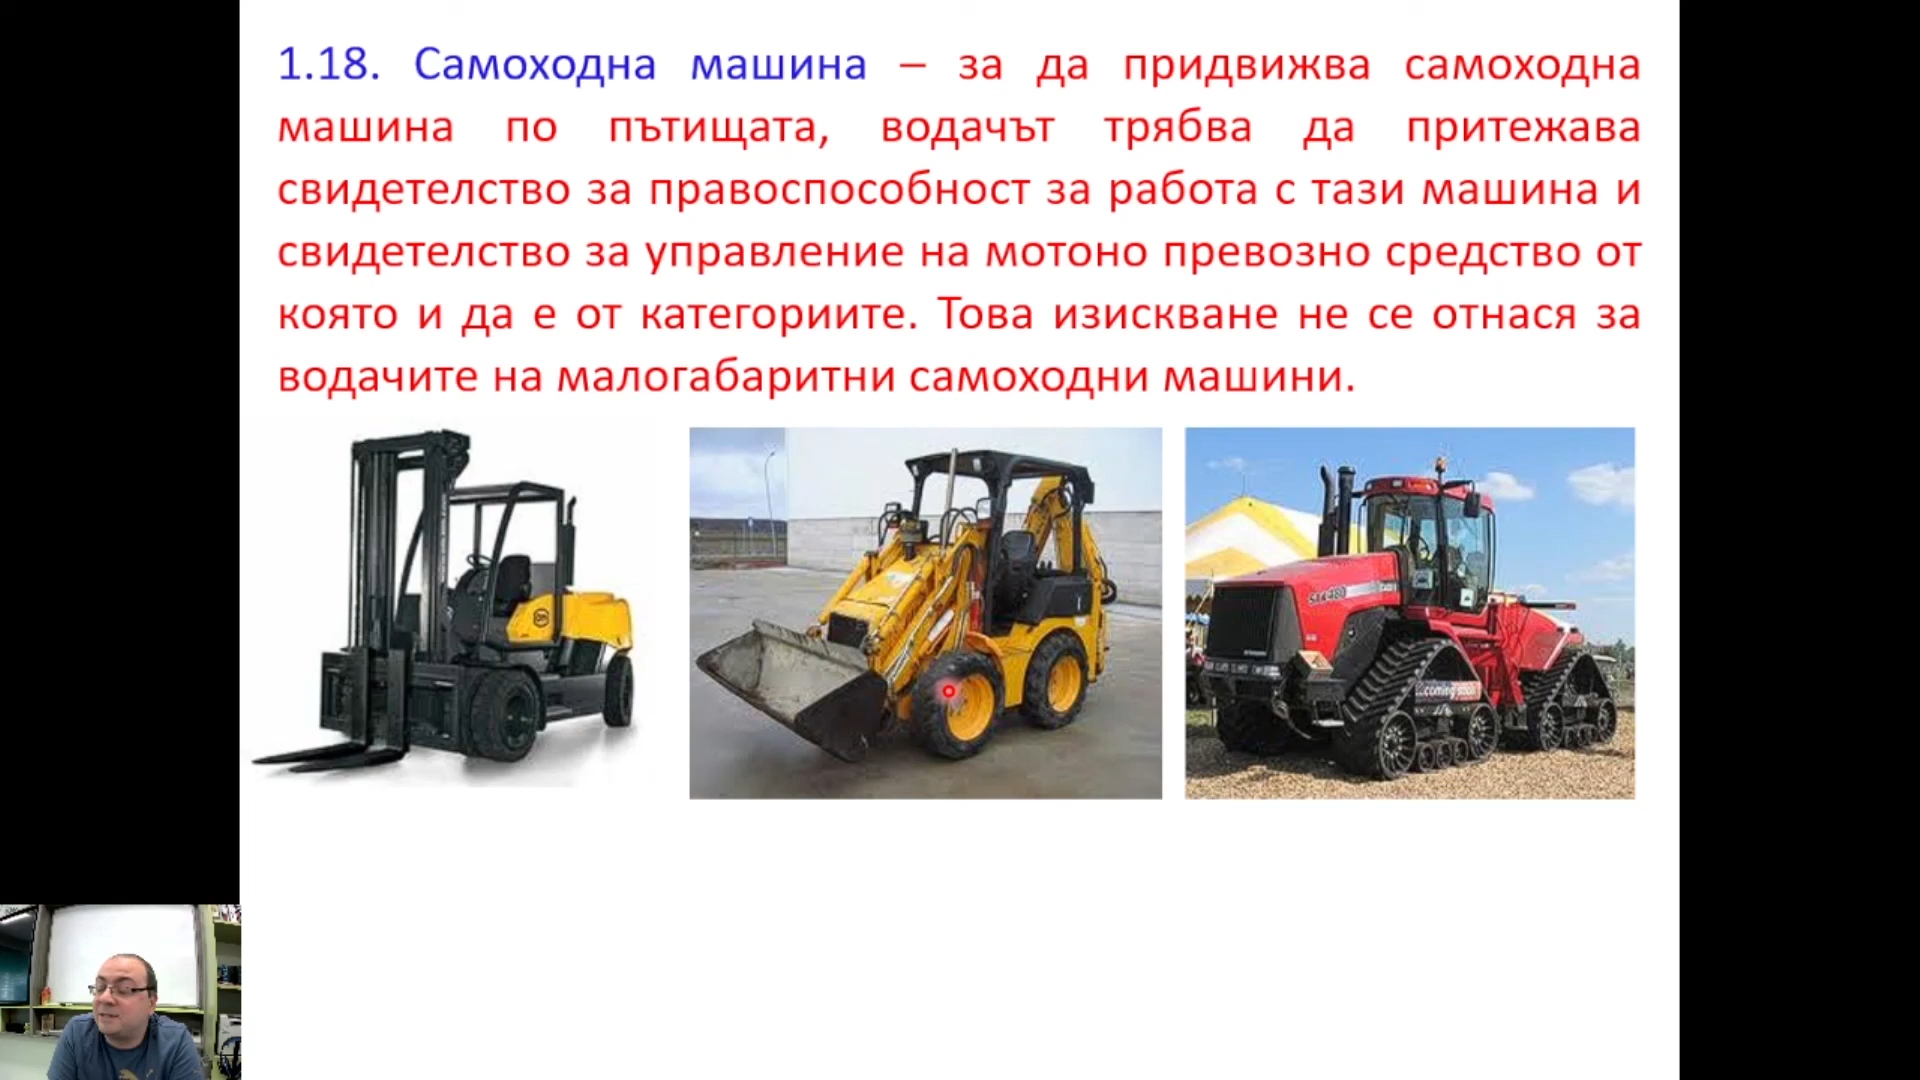 1.18. Самоходна машина – за да придвижва самоходна
машина по пътищата, водачът трябва да притежава
свидетелство за правоспособност за работа с тази машина и
свидетелство за управление на мотоно превозно средство от
която и да е от категориите. Това изискване не се отнася за
водачите на малогабаритни самоходни машини.
coming soon